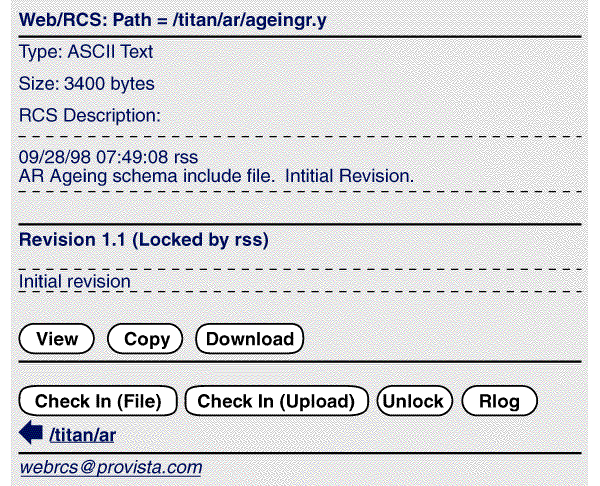 Web/RCS: Path = /titan/ar/ageingr.y
Type: ASCII Text
Size: 3400 bytes
RCS Description:
09/28/98 07:49:08 rss
AR Ageing schema include file. Intitial Revision.
Revision 1.1 (Locked by rss)
Initial revision
View Copy Download
Check In (File) Check In (Upload) Unlock Rlog
/titan/ar
webrcs@provista.com